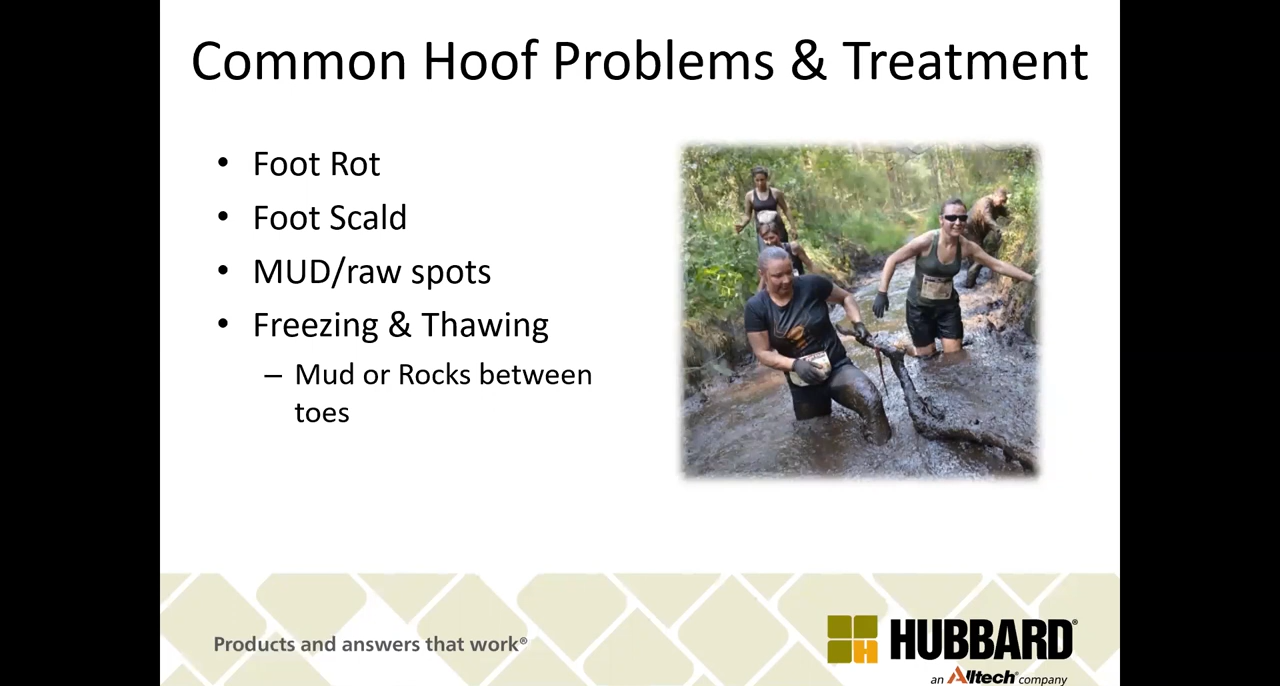 Common Hoof Problems & Treatment
• Foot Rot
• Foot Scald
• MUD/raw spots
• Freezing & Thawing
– Mud or Rocks between
toes
Products and answers that work®
H HUBBARD®
an Alltech® company